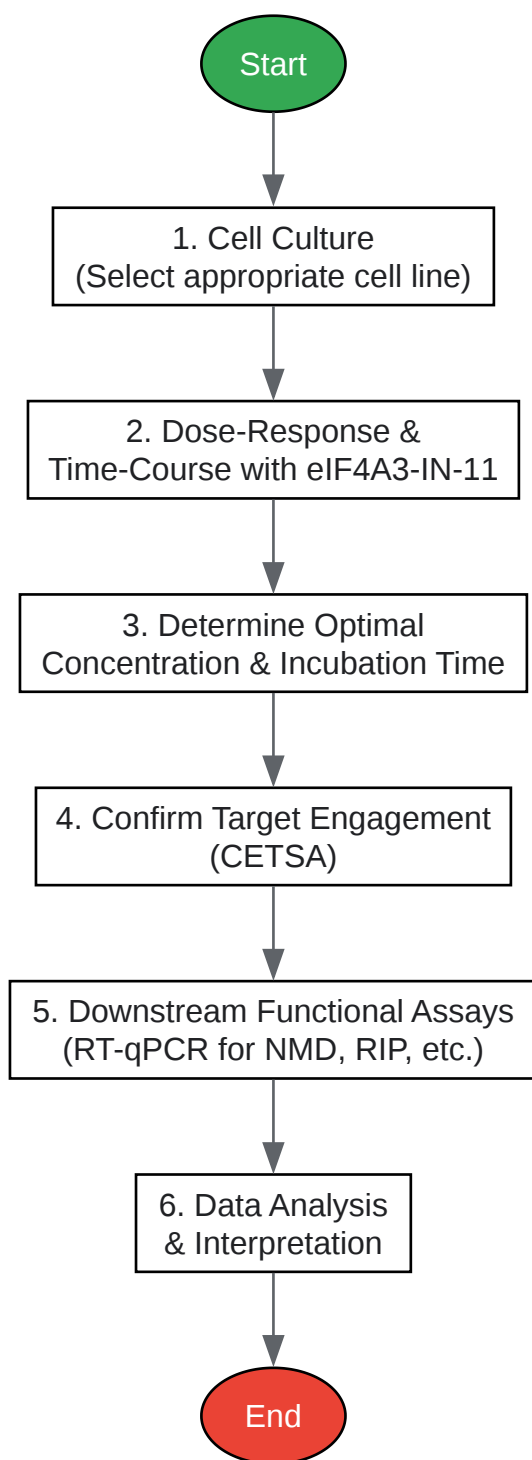 Start
1. Cell Culture
(Select appropriate cell line)
2. Dose-Response &
Time-Course with eIF4A3-IN-11
3. Determine Optimal
Concentration & Incubation Time
4. Confirm Target Engagement
(CETSA)
5. Downstream Functional Assays
(RT-qPCR for NMD, RIP, etc.)
6. Data Analysis
& Interpretation
End